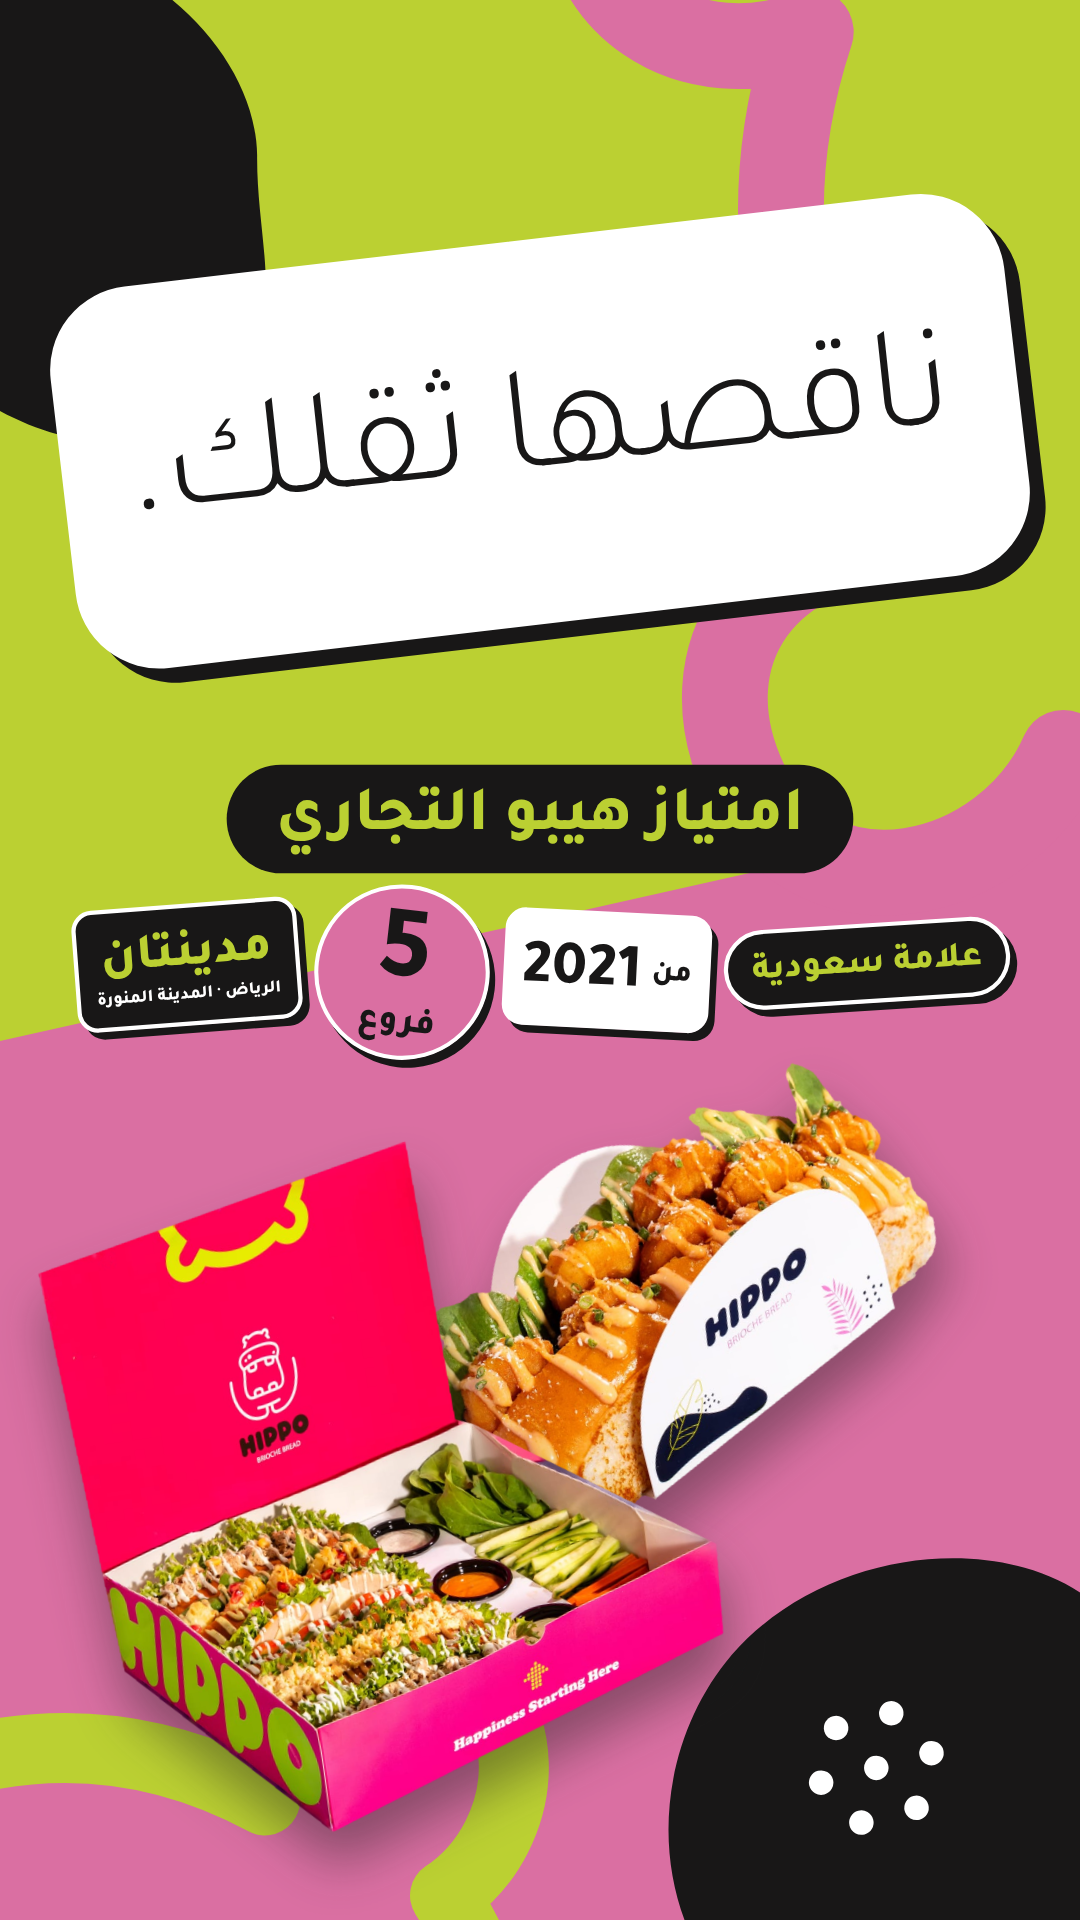 ناقصها ثقلك.
امتياز هيبو التجاري
علامة سعودية
من 2021
5
فروع
مدينتان
الرياض · المدينة المنورة
HIPPO
BRIOCHE BREAD
HIPPO
BRIOCHE BREAD
HIPPO
Happiness Starting Here